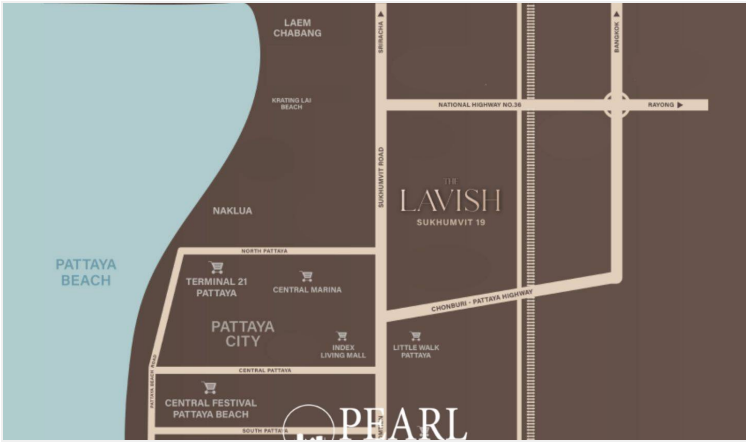 LAEM
CHABANG
SRIRACHA
BANGKOK
KRATING LAI
BEACH
NATIONAL HIGHWAY NO.36
RAYONG
SUKHUMVIT ROAD
THE
LAVISH
SUKHUMVIT 19
NAKLUA
NORTH PATTAYA
PATTAYA
BEACH
TERMINAL 21
PATTAYA
CENTRAL MARINA
CHONBURI - PATTAYA HIGHWAY
PATTAYA
CITY
INDEX
LIVING MALL
LITTLE WALK
PATTAYA
PATTAYA BEACH ROAD
CENTRAL PATTAYA
CENTRAL FESTIVAL
PATTAYA BEACH
SOUTH PATTAYA
PEARL